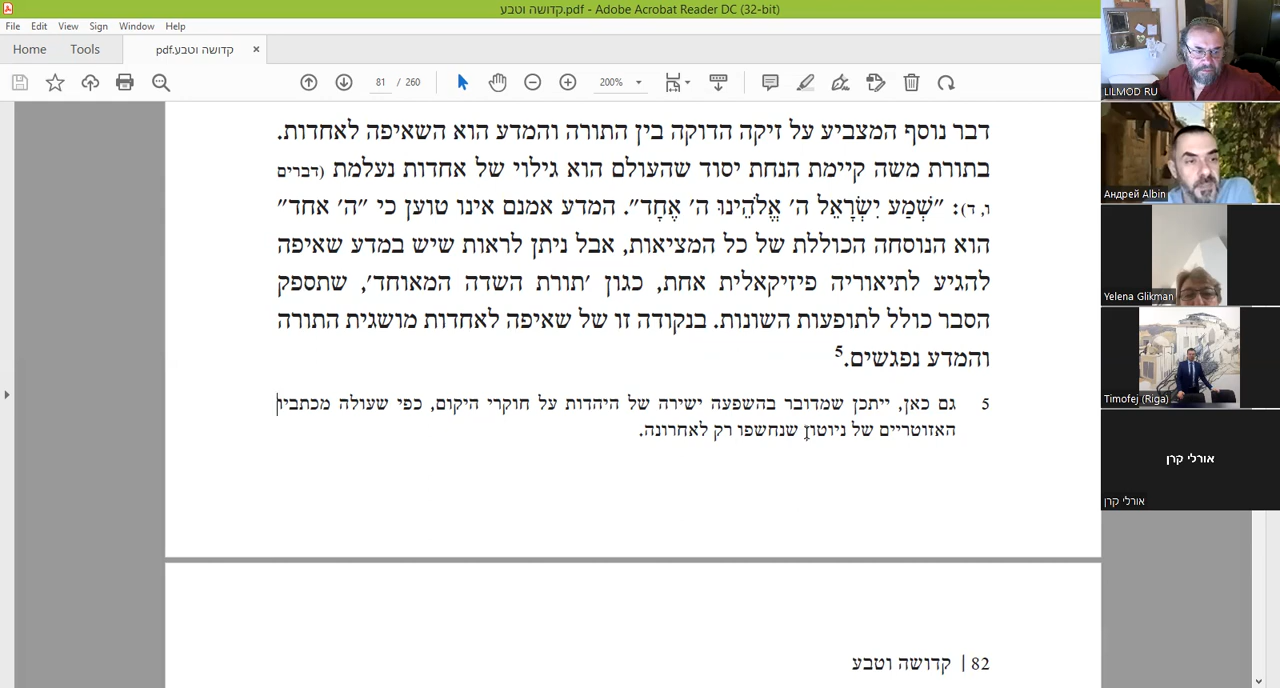 קדושה וטבע.pdf - Adobe Acrobat Reader DC (32-bit)
File Edit View Sign Window Help
Home Tools קדושה וטבע.pdf ×
81 / 260 200%
דבר נוסף המצביע על זיקה הדוקה בין התורה והמדע הוא השאיפה לאחדות.
בתורת משה קיימת הנחת יסוד שהעולם הוא גילוי של אחדות נעלמת (דברים
ו, ד): ״שְׁמַע יִשְׂרָאֵל ה׳ אֱלֹהֵינוּ ה׳ אֶחָד״. המדע אמנם אינו טוען כי ״ה׳ אחד״
הוא הנוסחה הכוללת של כל המציאות, אבל ניתן לראות שיש במדע שאיפה
להגיע לתיאוריה פיזיקאלית אחת, כגון ׳תורת השדה המאוחד׳, שתספק
הסבר כולל לתופעות השונות. בנקודה זו של שאיפה לאחדות מושגית התורה
והמדע נפגשים.5
5 גם כאן, ייתכן שמדובר בהשפעה ישירה של היהדות על חוקרי היקום, כפי שעולה מכתביו
האזוטריים של ניוטון שנחשפו רק לאחרונה.
82 | קדושה וטבע
LILMOD RU
Андрей Albin
Yelena Glikman
Timofej (Riga)
אורלי קרן
אורלי קרן